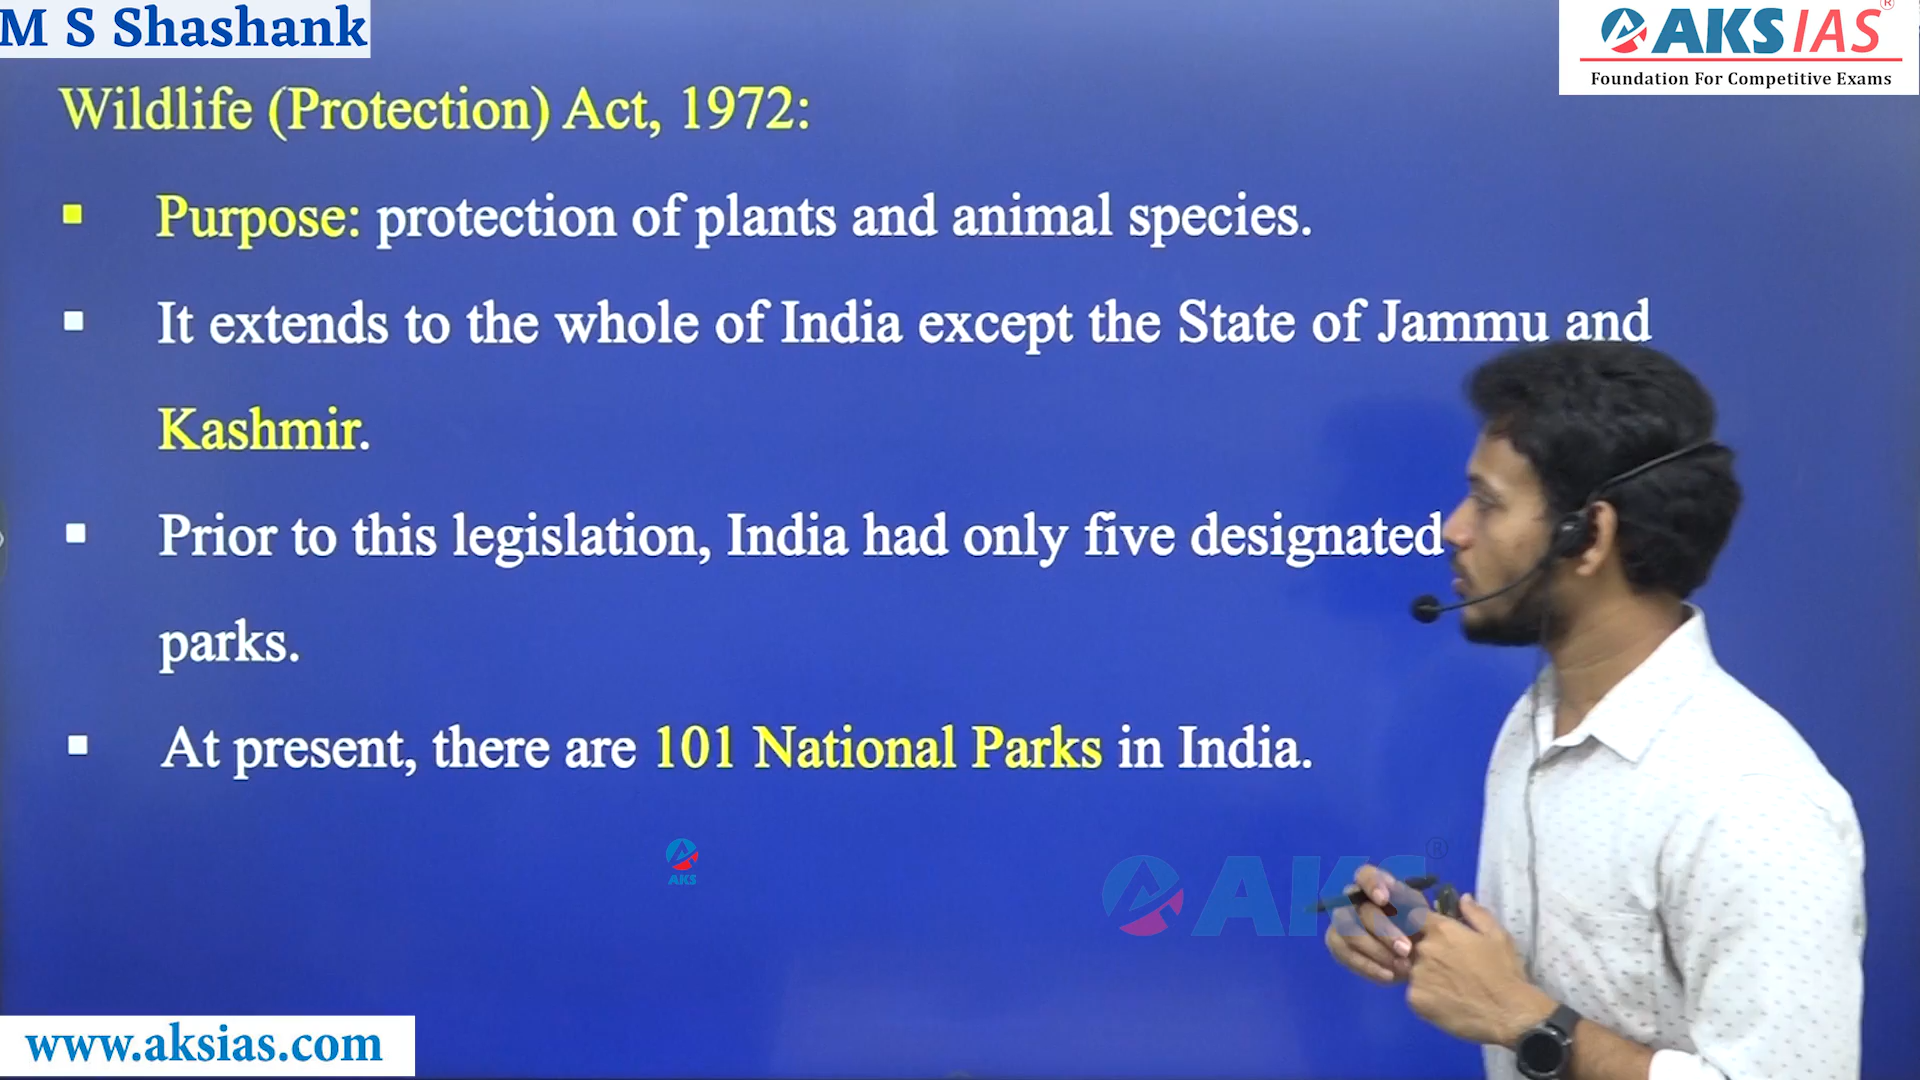 M S Shashank
AKS IAS ®
Foundation For Competitive Exams
Wildlife (Protection) Act, 1972:
▪ Purpose: protection of plants and animal species.
▪ It extends to the whole of India except the State of Jammu and
Kashmir.
▪ Prior to this legislation, India had only five designated
parks.
▪ At present, there are 101 National Parks in India.
AKS
AKS ®
www.aksias.com